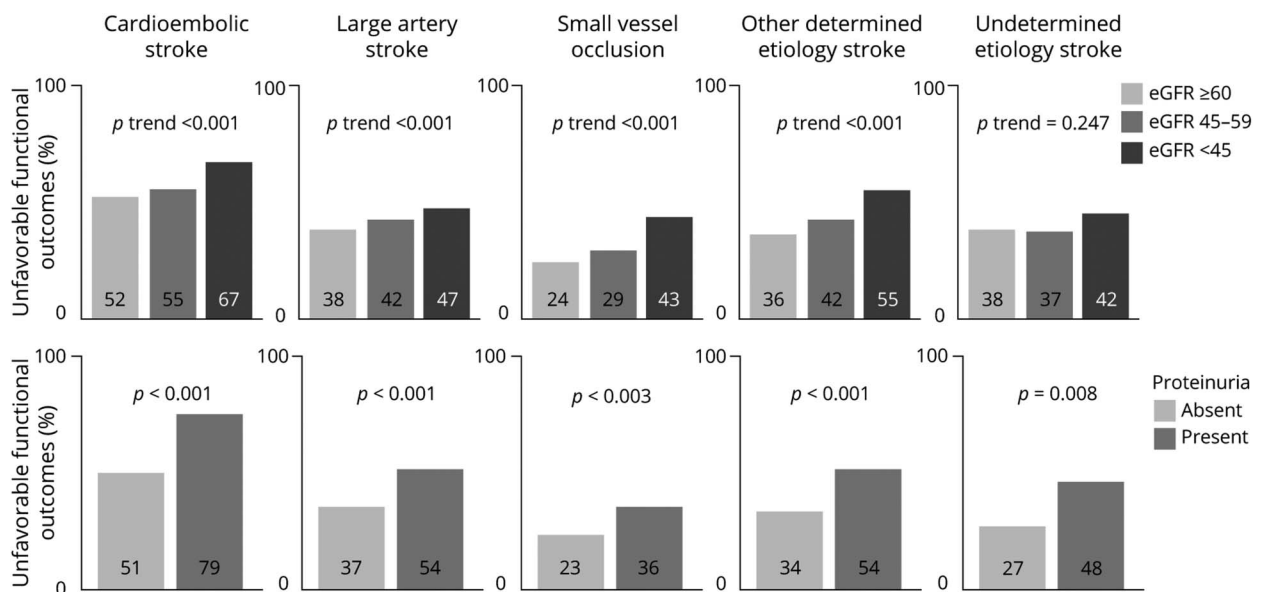 Cardioembolic
stroke
Large artery
stroke
Small vessel
occlusion
Other determined
etiology stroke
Undetermined
etiology stroke
Unfavorable functional
outcomes (%)
100
p trend <0.001
52
55
67
0
100
p trend <0.001
38
42
47
0
100
p trend <0.001
24
29
43
0
100
p trend <0.001
36
42
55
0
100
p trend = 0.247
38
37
42
0
eGFR ≥60
eGFR 45–59
eGFR <45
Unfavorable functional
outcomes (%)
100
p < 0.001
51
79
0
100
p < 0.001
37
54
0
100
p < 0.003
23
36
0
100
p < 0.001
34
54
0
100
p = 0.008
27
48
0
Proteinuria
Absent
Present